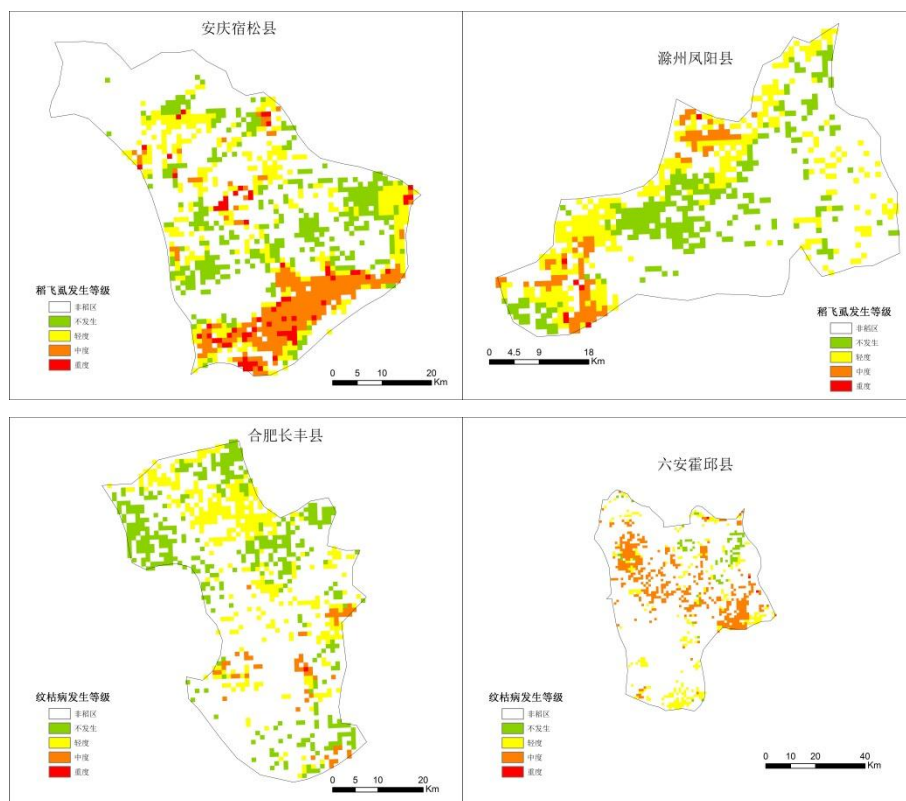 安庆宿松县
稻飞虱发生等级
非稻区
不发生
轻度
中度
重度
0 5 10 20
Km
滁州凤阳县
0 4.5 9 18
Km
稻飞虱发生等级
非稻区
不发生
轻度
中度
重度
合肥长丰县
纹枯病发生等级
非稻区
不发生
轻度
中度
重度
0 5 10 20
Km
六安霍邱县
纹枯病发生等级
非稻区
不发生
轻度
中度
重度
0 10 20 40
Km